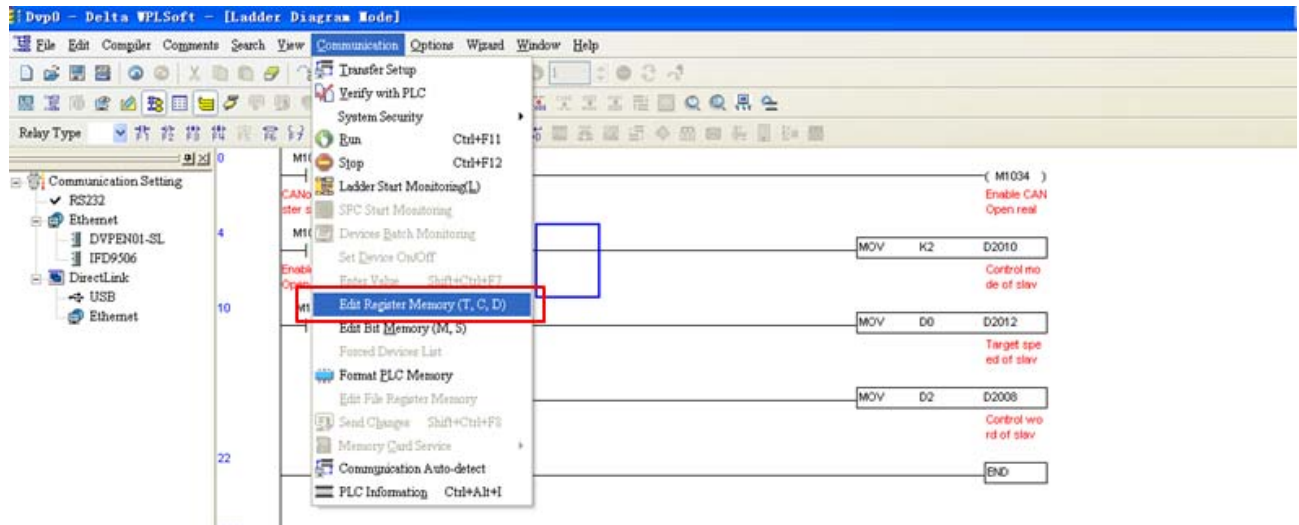 Dvp0 - Delta WPLSoft - [Ladder Diagram Mode]
File Edit Compiler Comments Search View Communication Options Wizard Window Help
Transfer Setup
Verify with PLC
System Security
Relay Type
Run Ctrl+F11
Stop Ctrl+F12
Ladder Start Monitoring(L)
SFC Start Monitoring
Devices Batch Monitoring
Set Device On/Off
Enter Value Shift+Ctrl+F7
Edit Register Memory (T, C, D)
Edit Bit Memory (M, S)
Forced Devices List
Format PLC Memory
Edit File Register Memory
Send Changes Shift+Ctrl+F8
Memory Card Service
Communication Auto-detect
PLC Information Ctrl+Alt+I
Communication Setting
RS232
Ethernet
DVPEN01-SL
IFD9506
DirectLink
USB
Ethernet
0
( M1034 )
Enable CAN
Open real
4
MOV K2 D2010
Control mo
de of slav
10
MOV D0 D2012
Target spe
ed of slav
MOV D2 D2008
Control wo
rd of slav
22
END